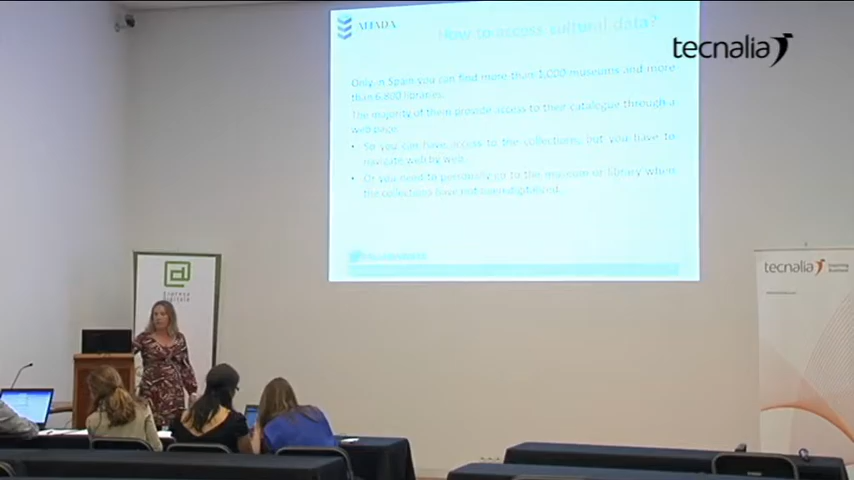 AHADA
How to access cultural data?
tecnalia
Only in Spain you can find more than 1,000 museums and more
than 6,800 libraries.
The majority of them provide access to their catalogue through a
web page.
• So you can have access to the collections, but you have to
navigate web by web.
• Or you need to personally go to the museum or library when
the collections have not been digitalized.
tecnalia